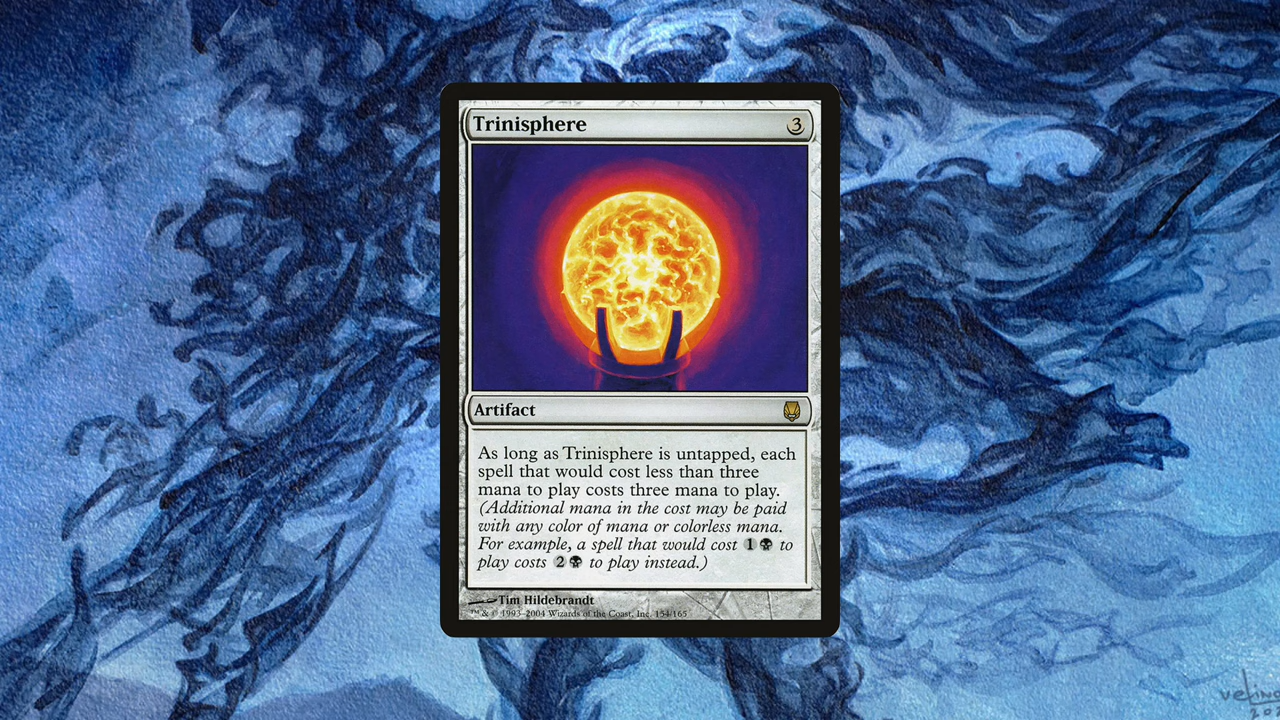 Trinisphere 3
Artifact
As long as Trinisphere is untapped, each
spell that would cost less than three
mana to play costs three mana to play.
(Additional mana in the cost may be paid
with any color of mana or colorless mana.
For example, a spell that would cost 1 to
play costs 2 to play instead.)
Tim Hildebrandt
™ & © 1993–2004 Wizards of the Coast, Inc. 154/165